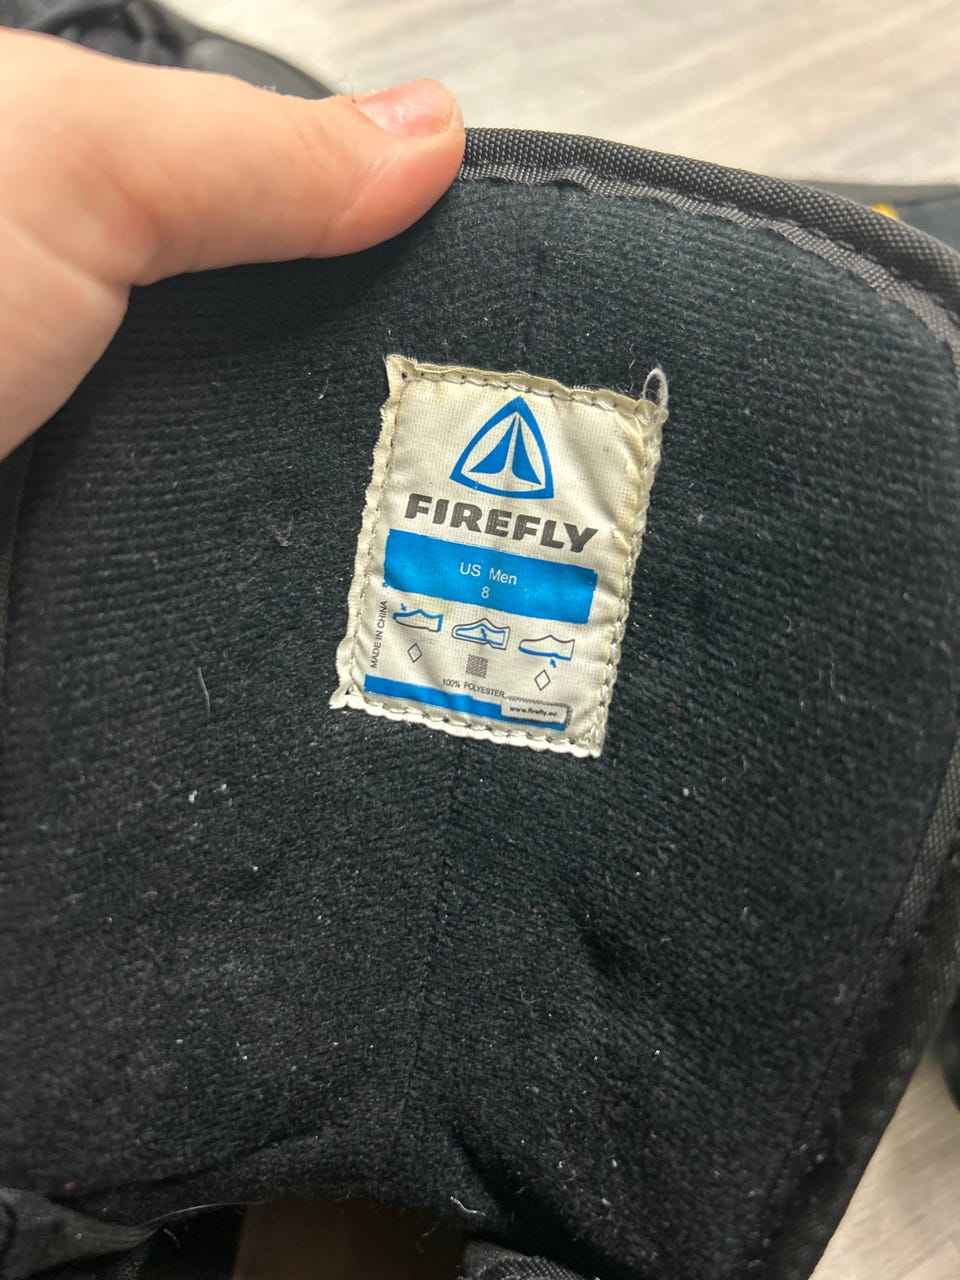 FIREFLY
US Men
8
MADE IN CHINA
100% POLYESTER
www.firefly.eu